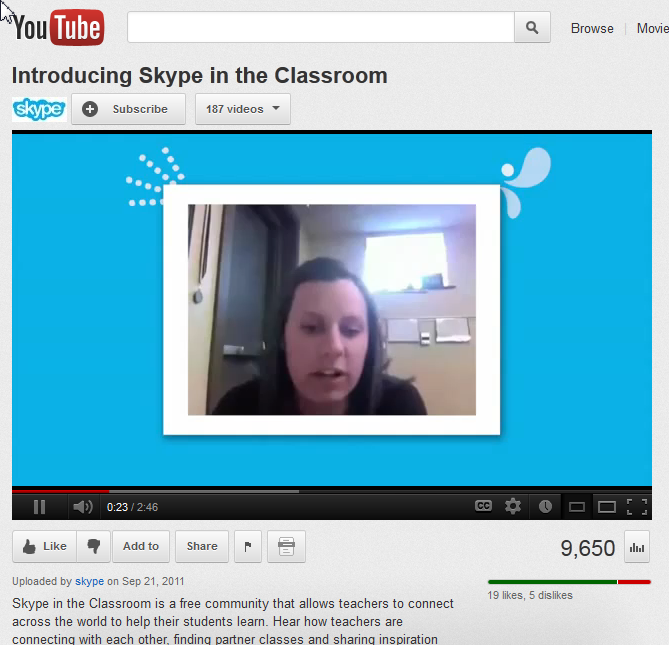 YouTube
Browse | Movie
Introducing Skype in the Classroom
skype Subscribe 187 videos
0:23 / 2:46 CC
Like Add to Share 9,650
Uploaded by skype on Sep 21, 2011
19 likes, 5 dislikes
Skype in the Classroom is a free community that allows teachers to connect
across the world to help their students learn. Hear how teachers are
connecting with each other, finding partner classes and sharing inspiration